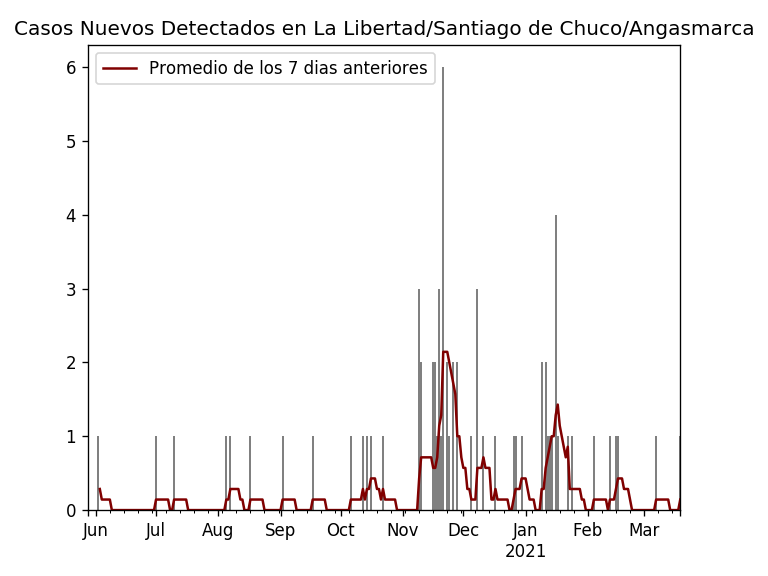 Casos Nuevos Detectados en La Libertad/Santiago de Chuco/Angasmarca
Promedio de los 7 dias anteriores
6
5
4
3
2
1
0
Jun Jul Aug Sep Oct Nov Dec Jan Feb Mar
2021